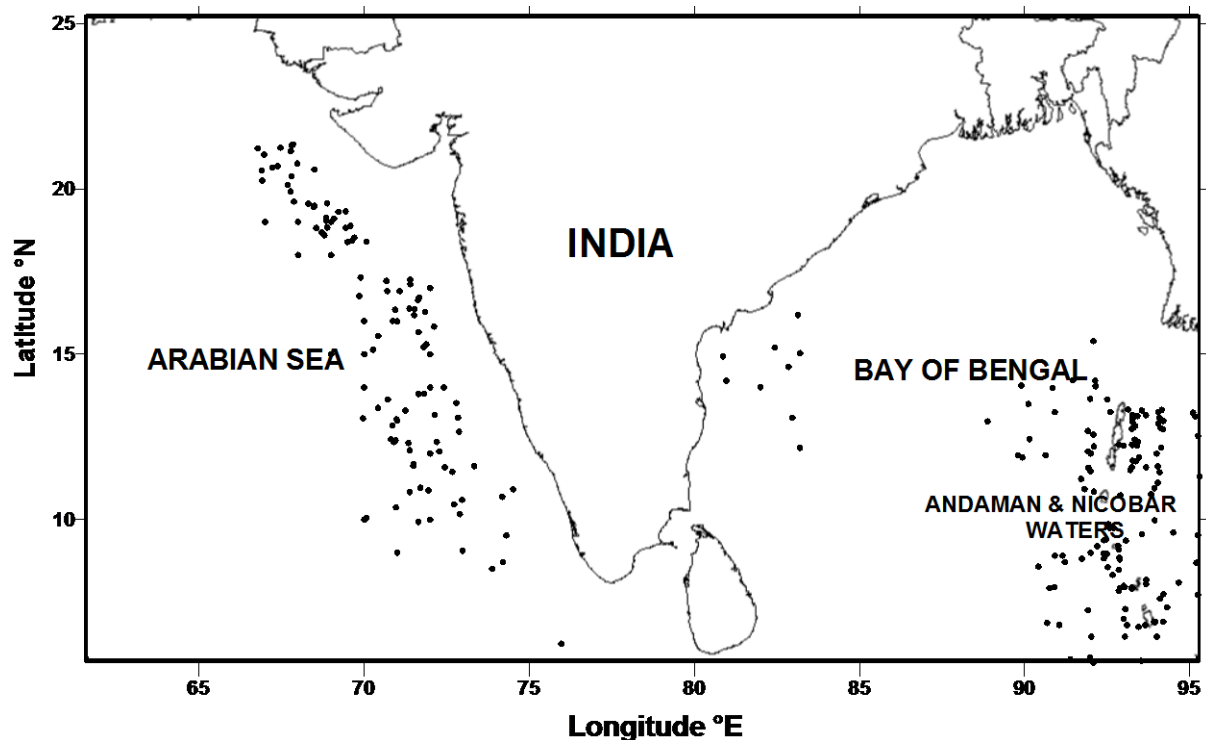 25
20
15
10
Latitude °N
INDIA
ARABIAN SEA
BAY OF BENGAL
ANDAMAN & NICOBAR
WATERS
65
70
75
80
85
90
95
Longitude °E